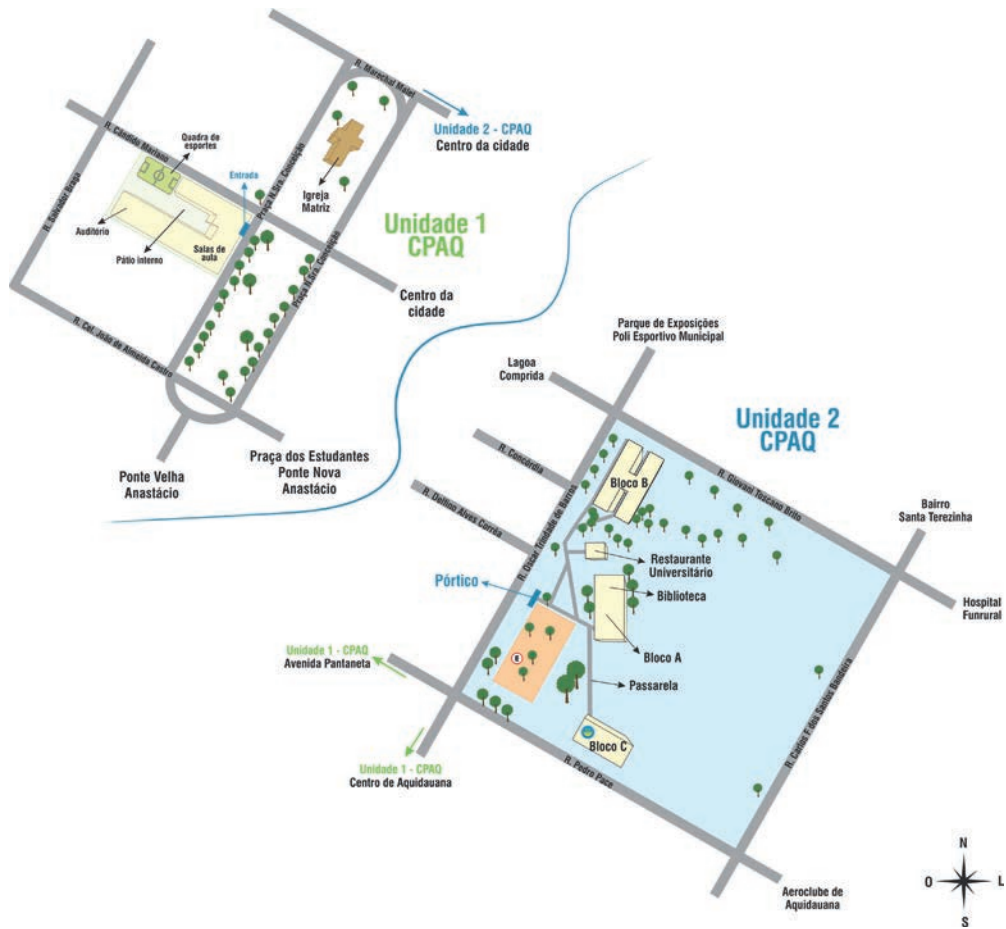 R. Marechal Malet
Unidade 2 - CPAQ
Centro da cidade
R. Cândido Mariano
Quadra de
esportes
Entrada
Praça N.Sra. Conceição
Igreja
Matriz
R. Salvador Braga
Auditório
Pátio interno
Salas de
aula
Praça N.Sra. Conceição
Unidade 1
CPAQ
Centro da
cidade
R. Cel. João de Almeida Castro
Ponte Velha
Anastácio
Praça dos Estudantes
Ponte Nova
Anastácio
Parque de Exposições
Poli Esportivo Municipal
Lagoa
Comprida
Unidade 2
CPAQ
R. Concórdia
Bloco B
R. Giovani Toscano Brito
R. Delfino Alves Corrêa
R. Oscar Trindade de Barros
Bairro
Santa Terezinha
Restaurante
Universitário
Pórtico
Biblioteca
Hospital
Funrural
Unidade 1 - CPAQ
Avenida Pantaneta
Bloco A
Passarela
R. Carlos F dos Santos Bandeira
Bloco C
Unidade 1 - CPAQ
Centro de Aquidauana
R. Pedro Pace
Aeroclube de
Aquidauana
N
O
L
S